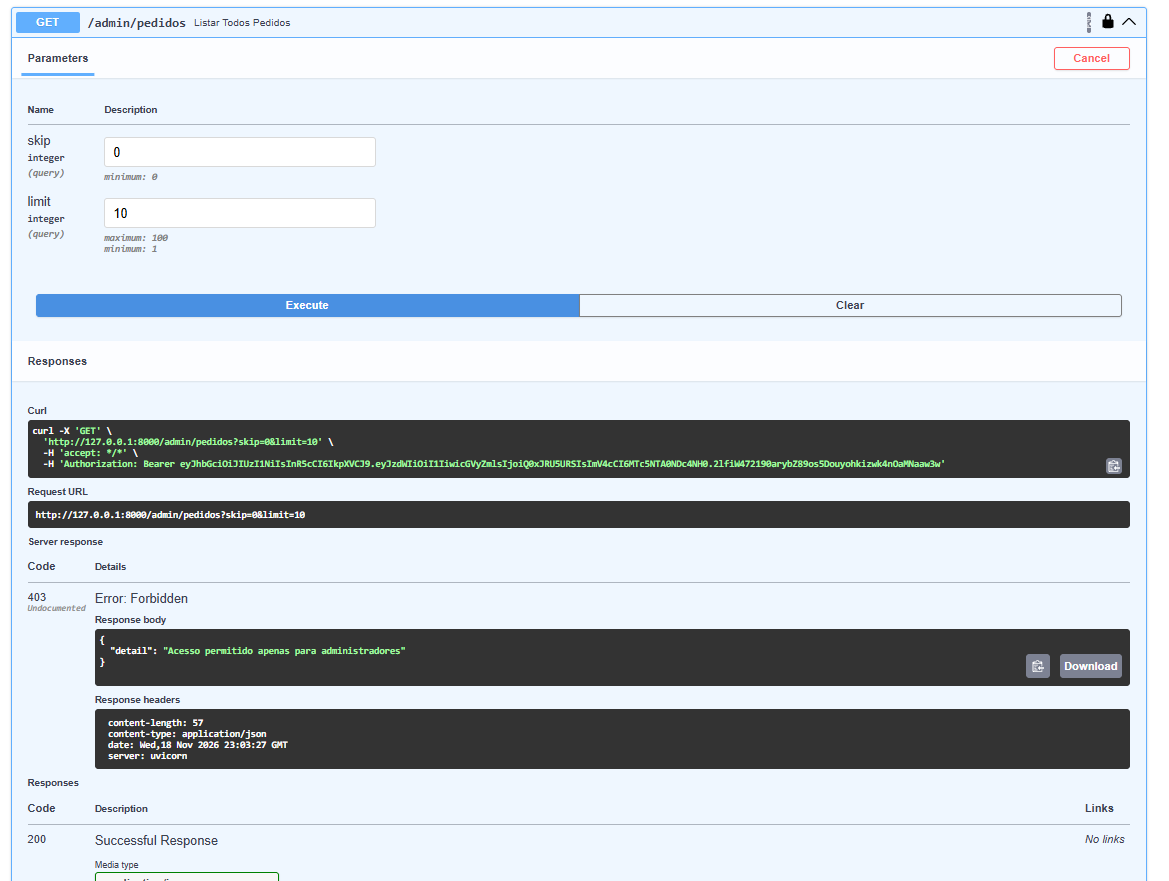 GET /admin/pedidos Listar Todos Pedidos
Parameters
Cancel
Name Description
skip
integer
(query)
0
minimum: 0
limit
integer
(query)
10
maximum: 100
minimum: 1
Execute Clear
Responses
Curl
curl -X 'GET' \
'http://127.0.0.1:8000/admin/pedidos?skip=0&limit=10' \
-H 'accept: */*' \
-H 'Authorization: Bearer eyJhbGciOiJIUzI1NiIsInR5cCI6IkpXVCJ9.eyJzdWIiOiI1IiwicGVyZmlsIjoiQ0xJRU5URSIsImV4cCI6MTc5NTA0NDc4NH0.2lfiW472190arybZ89os5Douyohkizwk4nOaMNaaw3w'
Request URL
http://127.0.0.1:8000/admin/pedidos?skip=0&limit=10
Server response
Code Details
403
Undocumented
Error: Forbidden
Response body
{
"detail": "Acesso permitido apenas para administradores"
}
Download
Response headers
content-length: 57
content-type: application/json
date: Wed,18 Nov 2026 23:03:27 GMT
server: uvicorn
Responses
Code Description Links
200 Successful Response No links
Media type